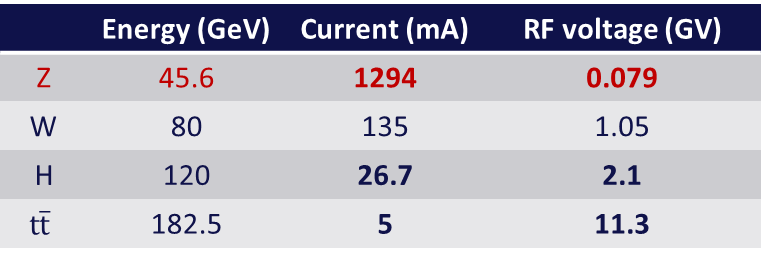 Energy (GeV) Current (mA) RF voltage (GV)
Z 45.6 1294 0.079
W 80 135 1.05
H 120 26.7 2.1
tt̄ 182.5 5 11.3